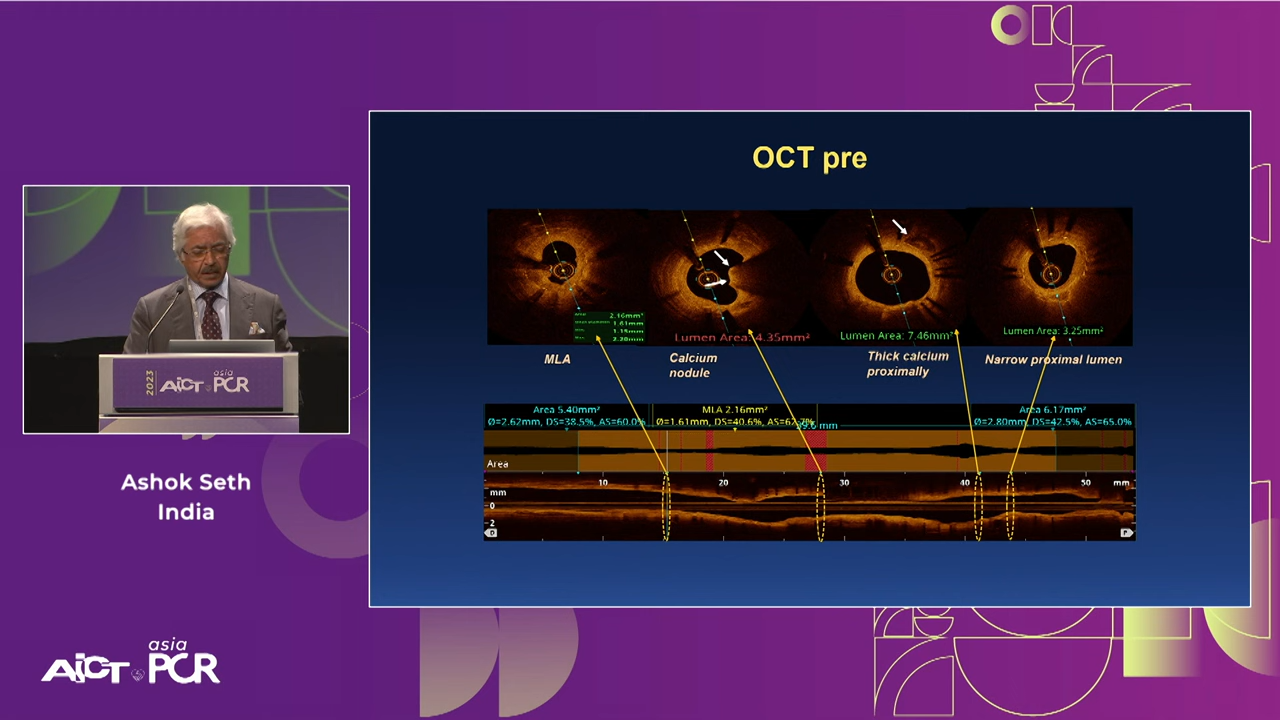 OCT pre
2.16mm²
1.61mm
1.15mm
2.20mm
Lumen Area: 4.35mm²
Lumen Area: 7.46mm²
Lumen Area: 3.25mm²
MLA
Calcium
nodule
Thick calcium
proximally
Narrow proximal lumen
Area 5.40mm²
Ø=2.62mm, DS=38.5%, AS=60.0%
MLA 2.16mm²
Ø=1.61mm, DS=40.6%, AS=62.7%
Area 6.17mm²
Ø=2.80mm, DS=42.5%, AS=65.0%
Area
10 20 30 40 50 mm
mm
0
2
D
P
2023 AICT asia PCR
Ashok Seth
India
AICT asia PCR